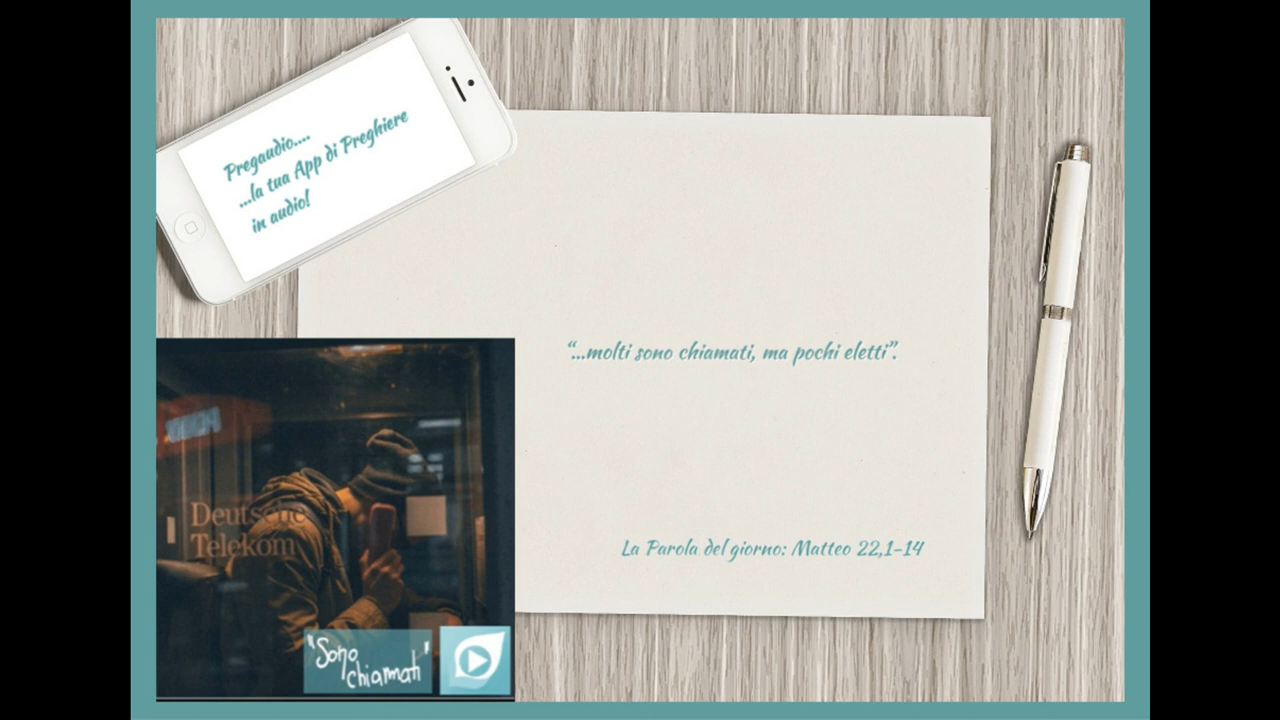 Pregaudio....
...la tua App di Preghiere
in audio!
“...molti sono chiamati, ma pochi eletti”.
La Parola del giorno: Matteo 22,1-14
Deutsche
Telekom
"Sono
chiamati"